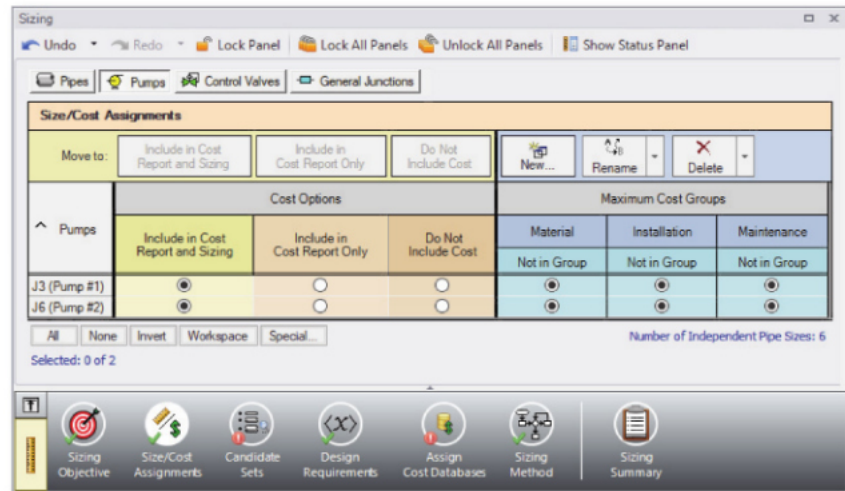 Sizing
Undo Redo Lock Panel Lock All Panels Unlock All Panels Show Status Panel
Pipes Pumps Control Valves General Junctions
Size/Cost Assignments
Move to: Include in Cost Report and Sizing Include in Cost Report Only Do Not Include Cost New... Rename Delete
Cost Options Maximum Cost Groups
Pumps Include in Cost Report and Sizing Include in Cost Report Only Do Not Include Cost Material Installation Maintenance
Not in Group Not in Group Not in Group
J3 (Pump #1)
J6 (Pump #2)
All None Invert Workspace Special... Number of Independent Pipe Sizes: 6
Selected: 0 of 2
Sizing Objective Size/Cost Assignments Candidate Sets Design Requirements Assign Cost Databases Sizing Method Sizing Summary